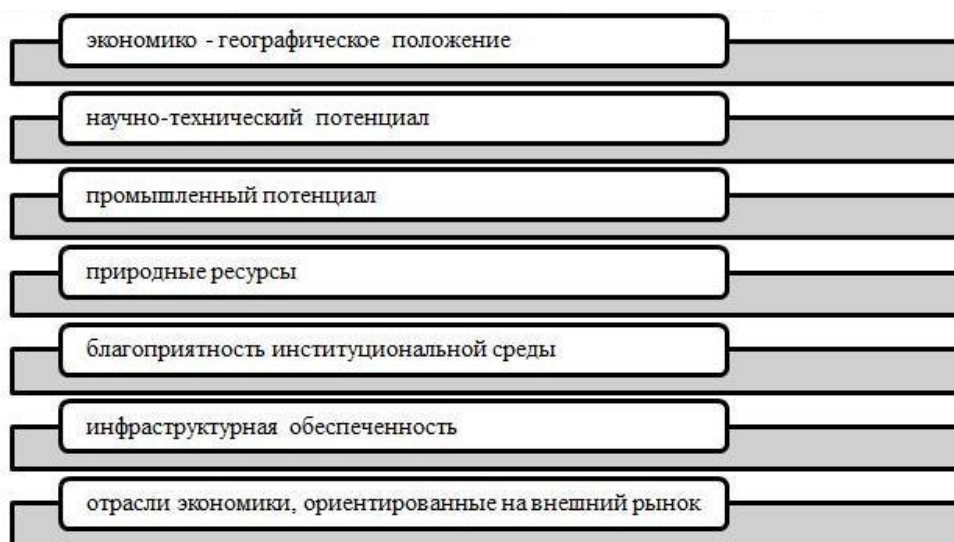 экономико - географическое положение
научно-технический потенциал
промышленный потенциал
природные ресурсы
благоприятность институциональной среды
инфраструктурная обеспеченность
отрасли экономики, ориентированные на внешний рынок